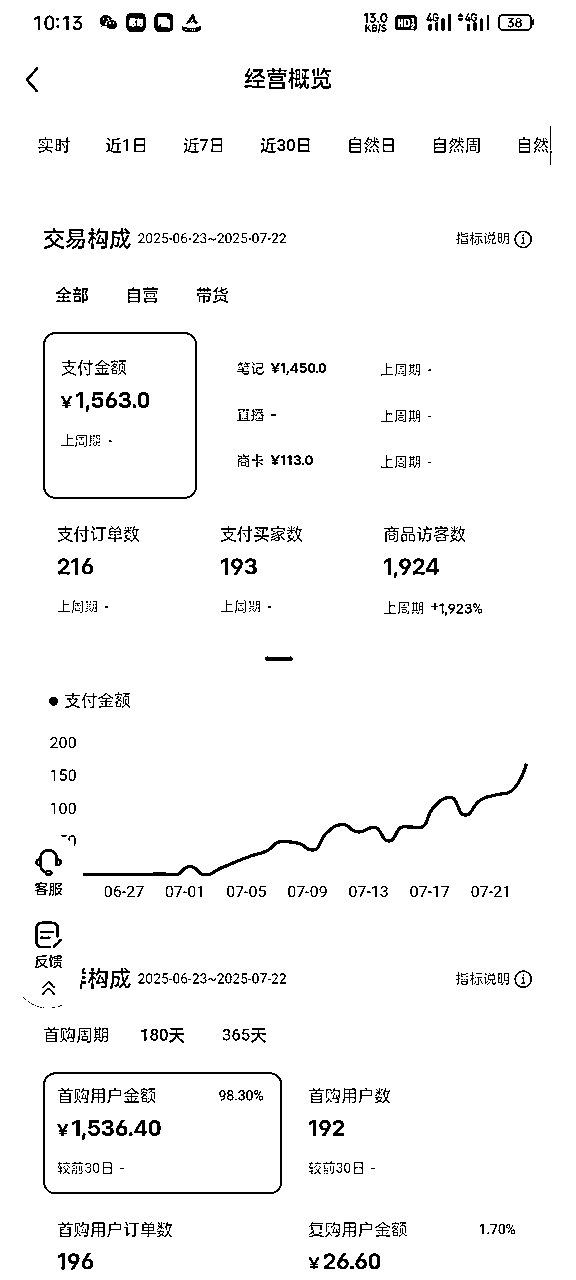 10:13 13.0 KB/S HD 4G 4G 38
经营概览
实时 近1日 近7日 近30日 自然日 自然周 自然
交易构成 2025-06-23~2025-07-22 指标说明
全部 自营 带货
支付金额
¥1,563.0
上周期 -
笔记 ¥1,450.0 上周期 -
直播 - 上周期 -
商卡 ¥113.0 上周期 -
支付订单数 支付买家数 商品访客数
216 193 1,924
上周期 - 上周期 - 上周期 +1,923%
支付金额
200
150
100
客服
06-27 07-01 07-05 07-09 07-13 07-17 07-21
反馈
构成 2025-06-23~2025-07-22 指标说明
首购周期 180天 365天
首购用户金额 98.30% 首购用户数
¥1,536.40 192
较前30日 - 较前30日 -
首购用户订单数 复购用户金额 1.70%
196 ¥26.60